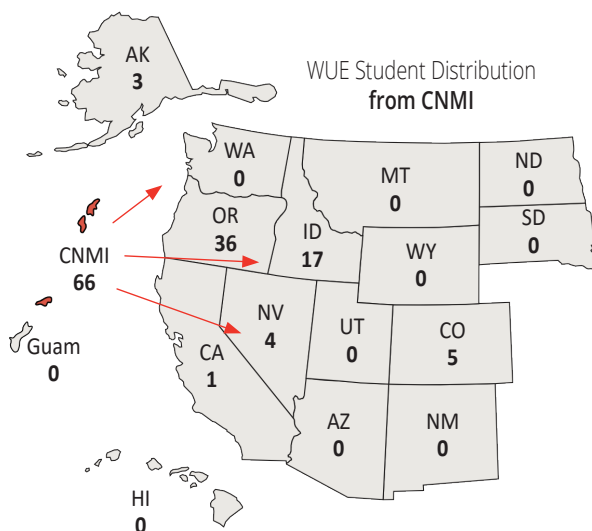 WUE Student Distribution
from CNMI
AK
3
WA
0
MT
0
ND
0
OR
36
ID
17
SD
0
WY
0
CNMI
66
NV
4
UT
0
CO
5
Guam
0
CA
1
AZ
0
NM
0
HI
0